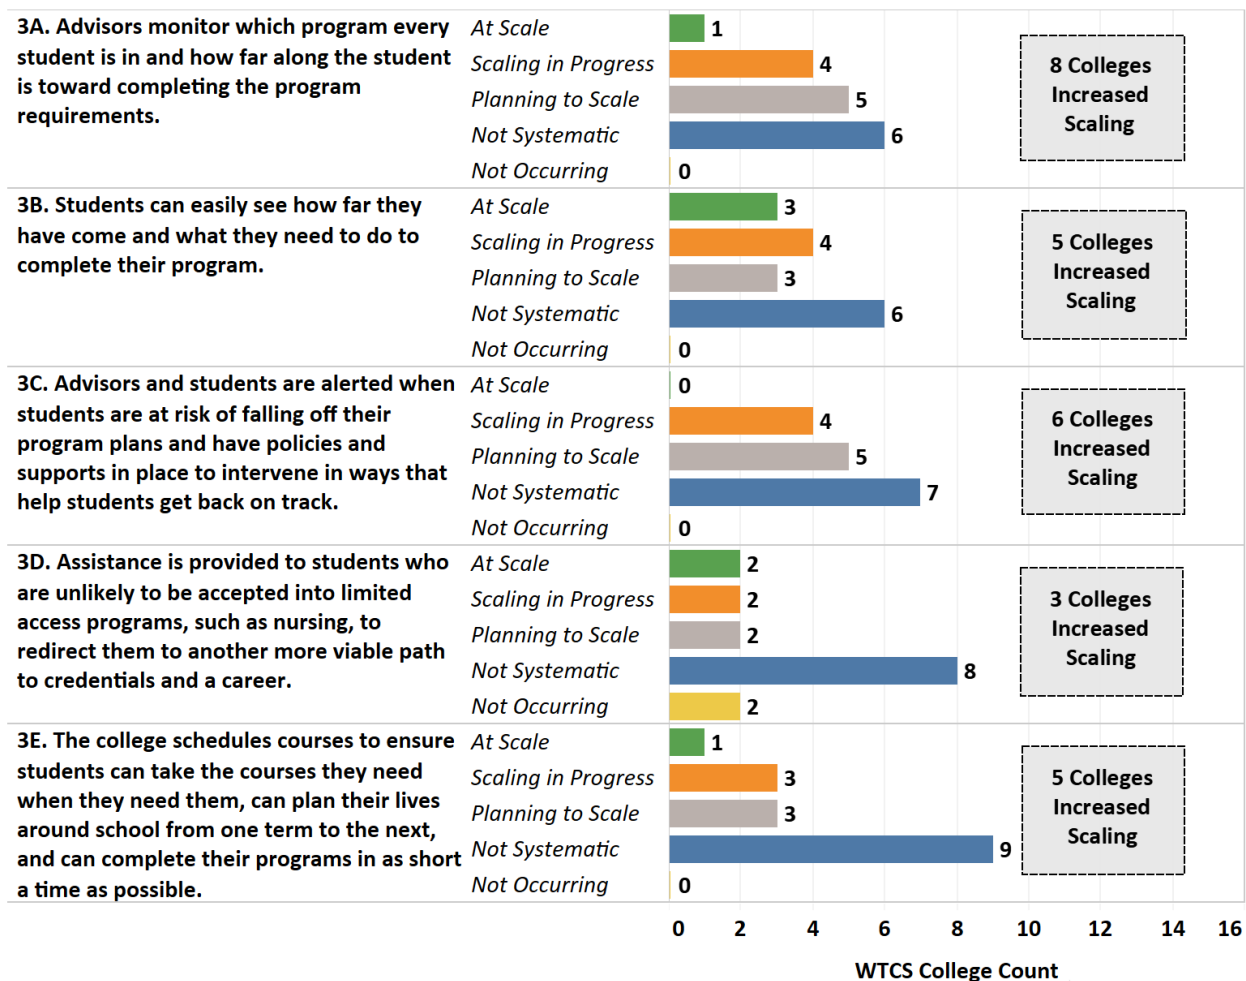 3A. Advisors monitor which program every
student is in and how far along the student
is toward completing the program
requirements.
At Scale
1
Scaling in Progress
4
Planning to Scale
5
Not Systematic
6
Not Occurring
0
8 Colleges
Increased
Scaling
3B. Students can easily see how far they
have come and what they need to do to
complete their program.
At Scale
3
Scaling in Progress
4
Planning to Scale
3
Not Systematic
6
Not Occurring
0
5 Colleges
Increased
Scaling
3C. Advisors and students are alerted when
students are at risk of falling off their
program plans and have policies and
supports in place to intervene in ways that
help students get back on track.
At Scale
0
Scaling in Progress
4
Planning to Scale
5
Not Systematic
7
Not Occurring
0
6 Colleges
Increased
Scaling
3D. Assistance is provided to students who
are unlikely to be accepted into limited
access programs, such as nursing, to
redirect them to another more viable path
to credentials and a career.
At Scale
2
Scaling in Progress
2
Planning to Scale
2
Not Systematic
8
Not Occurring
2
3 Colleges
Increased
Scaling
3E. The college schedules courses to ensure
students can take the courses they need
when they need them, can plan their lives
around school from one term to the next,
and can complete their programs in as short
a time as possible.
At Scale
1
Scaling in Progress
3
Planning to Scale
3
Not Systematic
9
Not Occurring
0
5 Colleges
Increased
Scaling
0 2 4 6 8 10 12 14 16
WTCS College Count